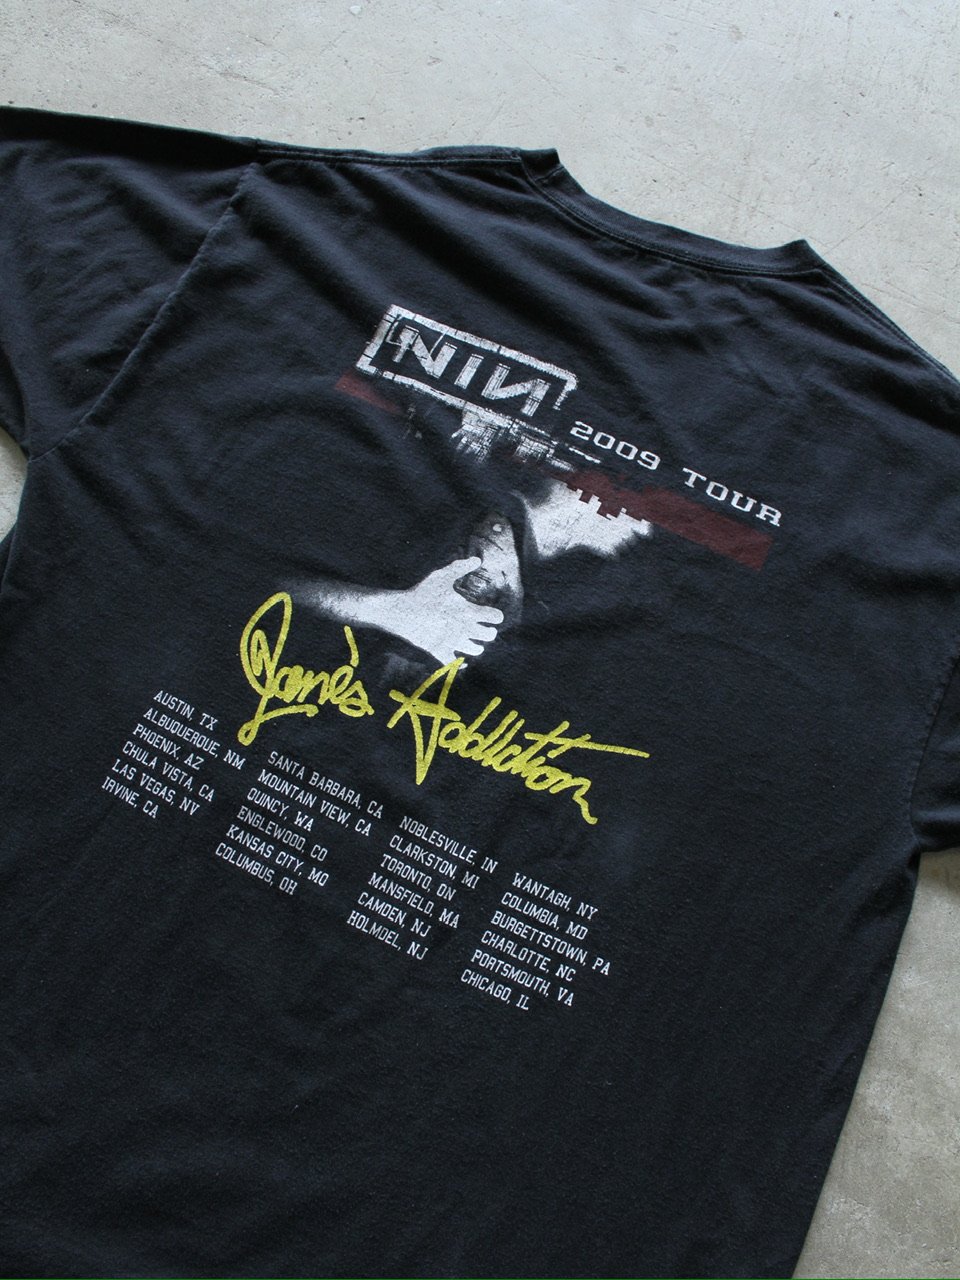 NIN
2009 TOUR
Jane's Addiction
AUSTIN, TX
ALBUQUERQUE, NM
PHOENIX, AZ
CHULA VISTA, CA
LAS VEGAS, NV
IRVINE, CA
SANTA BARBARA, CA
MOUNTAIN VIEW, CA
QUINCY, WA
ENGLEWOOD, CO
KANSAS CITY, MO
COLUMBUS, OH
NOBLESVILLE, IN
CLARKSTON, MI
TORONTO, ON
MANSFIELD, MA
CAMDEN, NJ
HOLMDEL, NJ
WANTAGH, NY
COLUMBIA, MD
BURGETTSTOWN, PA
CHARLOTTE, NC
PORTSMOUTH, VA
CHICAGO, IL